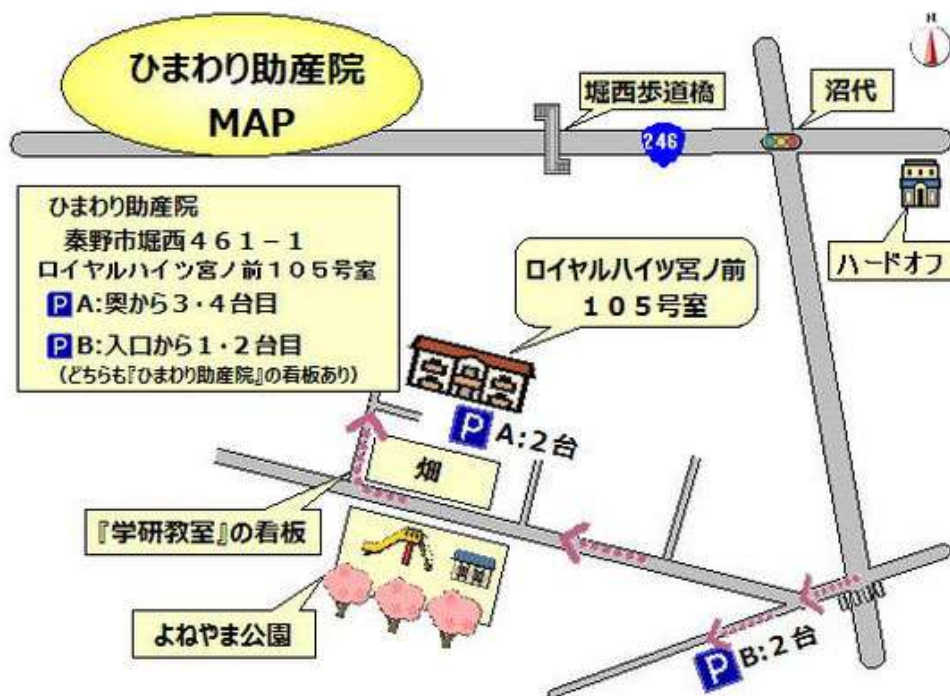 ひまわり助産院
MAP
N
堀西歩道橋
沼代
246
ひまわり助産院
秦野市堀西461-1
ロイヤルハイツ宮ノ前105号室
P A:奥から3・4台目
P B:入口から1・2台目
(どちらも『ひまわり助産院』の看板あり)
ハードオフ
ロイヤルハイツ宮ノ前
105号室
P A:2台
畑
『学研教室』の看板
よねやま公園
P B:2台